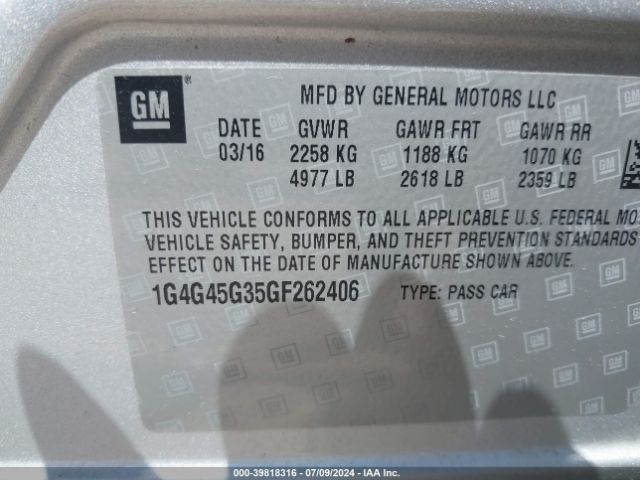 GM
MFD BY GENERAL MOTORS LLC
DATE GVWR GAWR FRT GAWR RR
03/16 2258 KG 1188 KG 1070 KG
4977 LB 2618 LB 2359 LB
THIS VEHICLE CONFORMS TO ALL APPLICABLE U.S. FEDERAL MO
VEHICLE SAFETY, BUMPER, AND THEFT PREVENTION STANDARDS
EFFECT ON THE DATE OF MANUFACTURE SHOWN ABOVE.
1G4G45G35GF262406 TYPE: PASS CAR
000-39818316 / 07/09/2024 / IAA Inc.